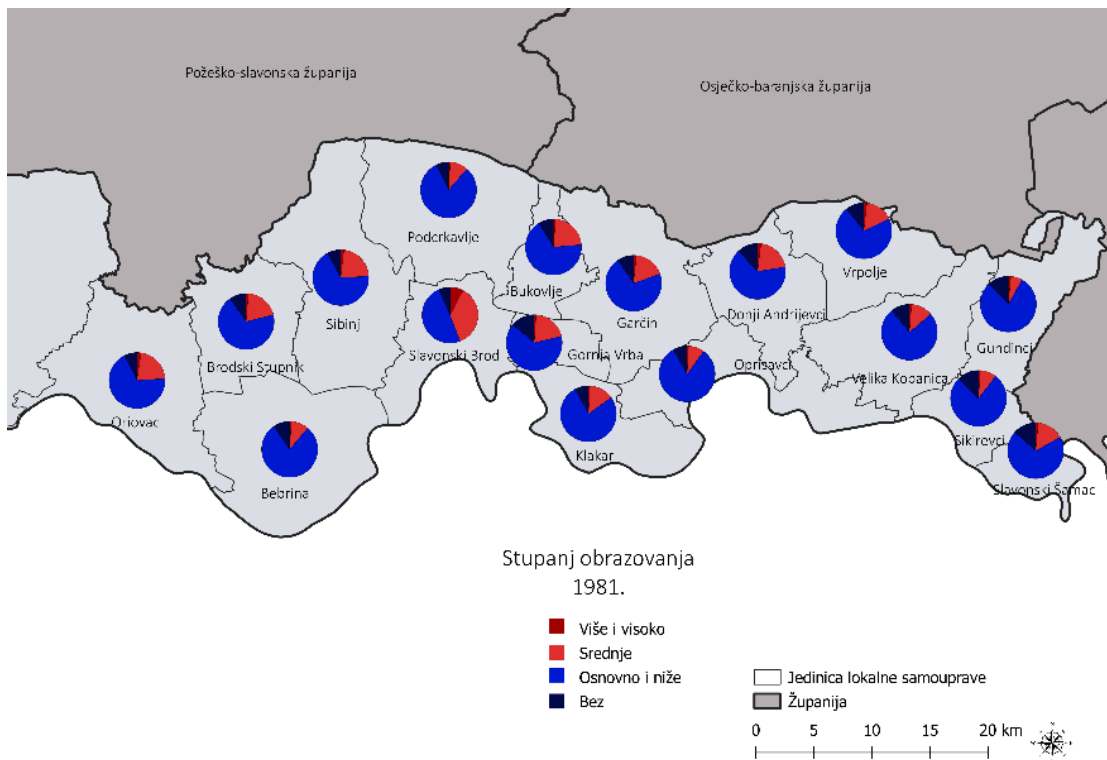 Požeško-slavonska županija
Osječko-baranjska županija
Podcrkavlje
Vrpolje
Bukovlje
Sibinj
Garčin
Donji Andrijevci
Slavonski Brod
Gornja Vrba
Gundinci
Brodski Stupnik
Oprisavci
Velika Kopanica
Oriovac
Klakar
Sikirevci
Bebrina
Slavonski Šamac
Stupanj obrazovanja
1981.
Više i visoko
Srednje
Osnovno i niže
Bez
Jedinica lokalne samouprave
Županija
0 5 10 15 20 km